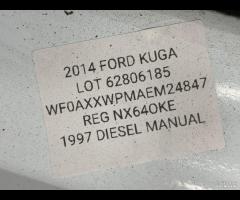 2014 FORD KUGA
LOT 62806185
WF0AXXWPMAEM24847
REG NX64OKE
1997 DIESEL MANUAL